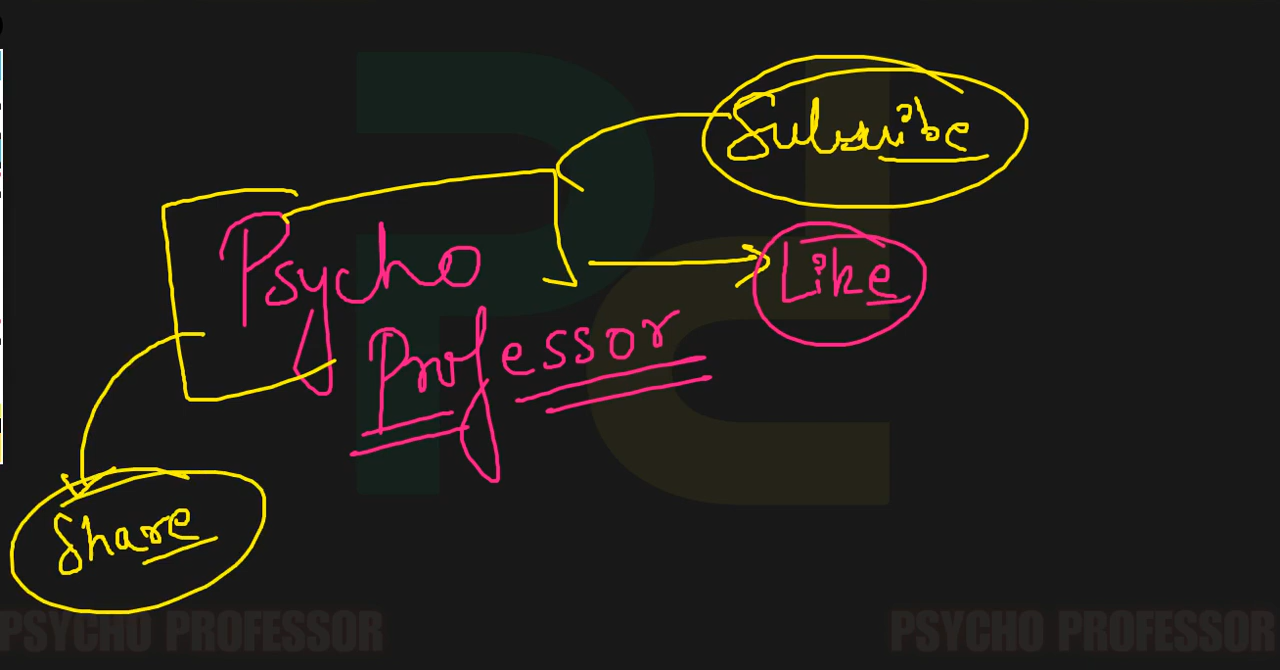 Subscribe
Psycho
Like
Professor
Share
PSYCHO PROFESSOR
PSYCHO PROFESSOR